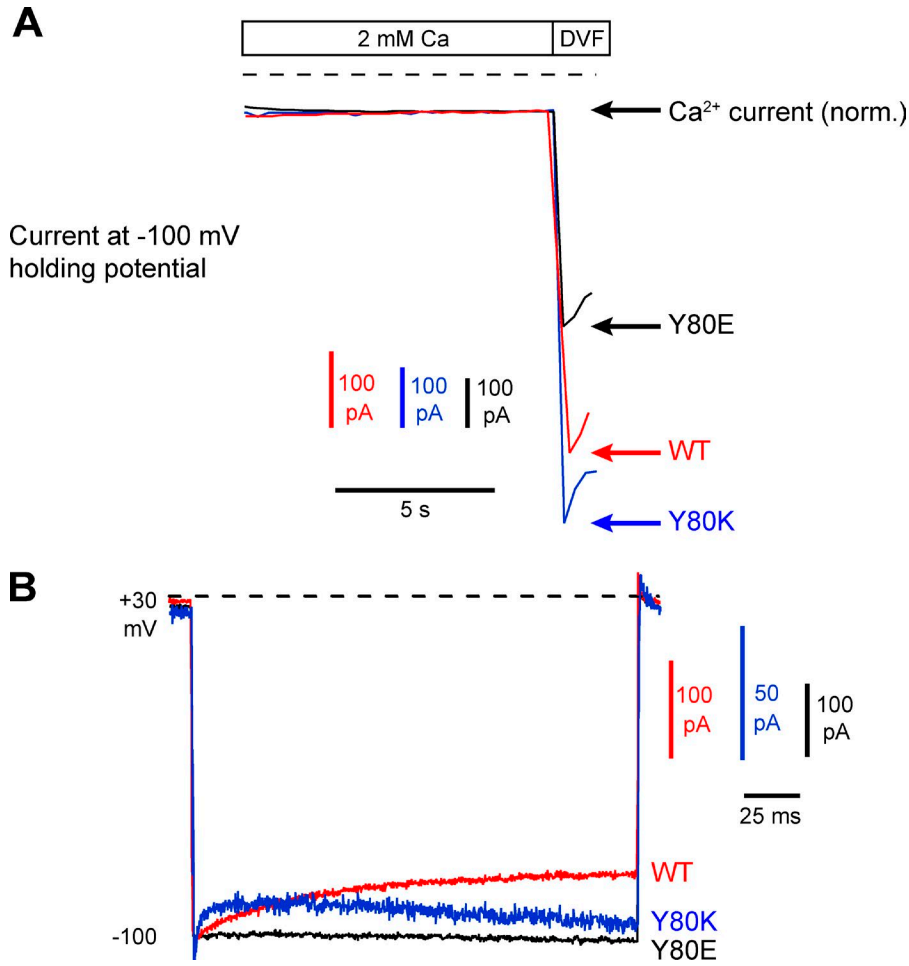 A
2 mM Ca
DVF
Ca²⁺ current (norm.)
Current at -100 mV
holding potential
Y80E
100
pA
100
pA
100
pA
WT
5 s
Y80K
B
+30
mV
100
pA
50
pA
100
pA
25 ms
WT
Y80K
-100
Y80E